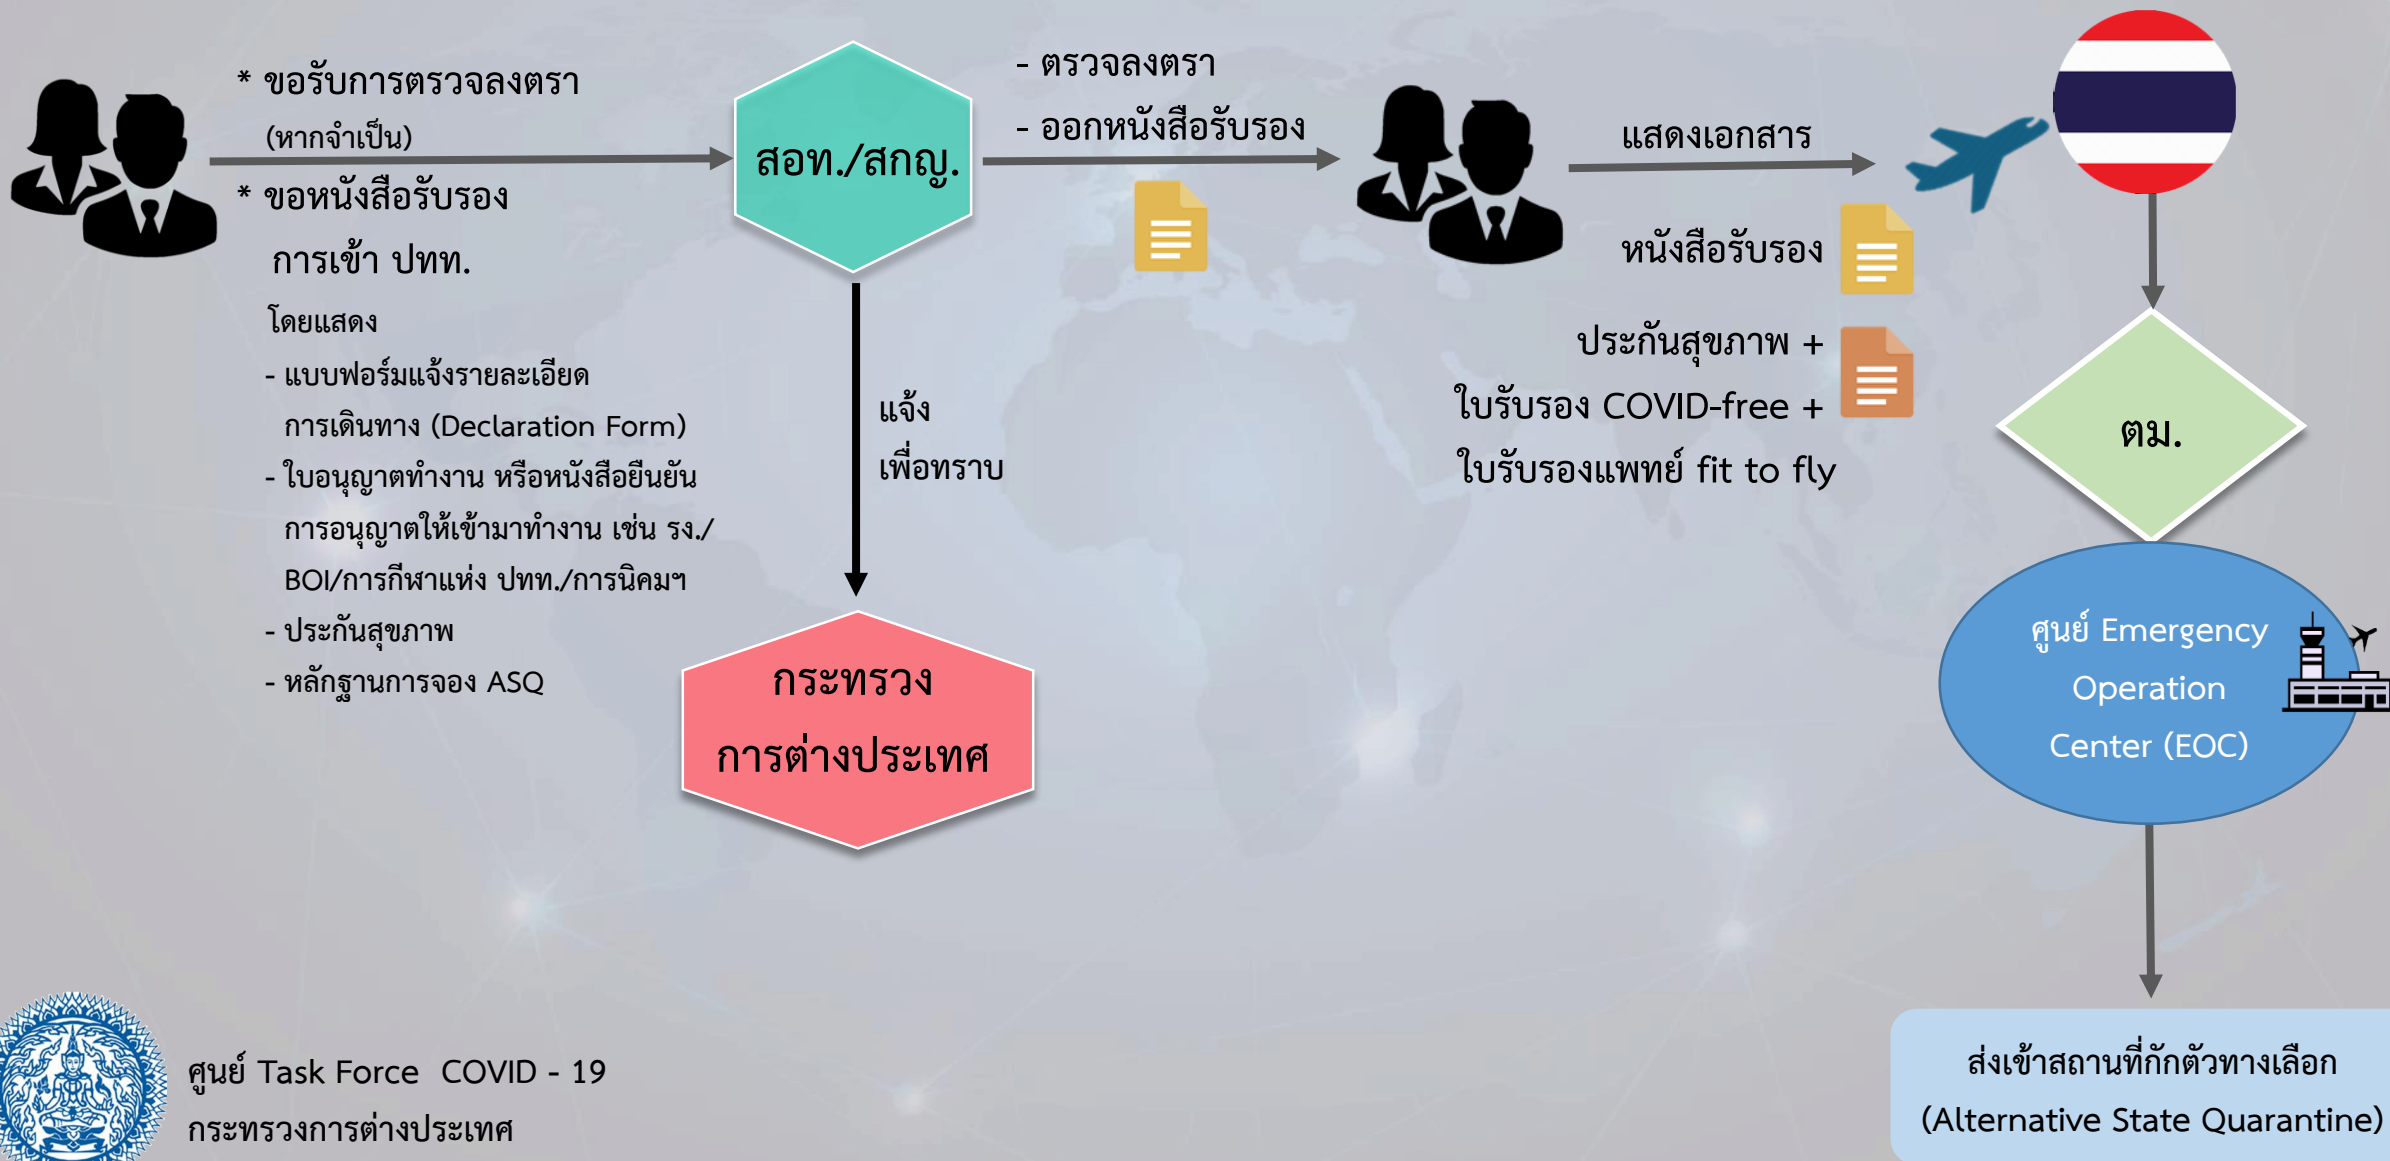 * ขอรับการตรวจลงตรา
(หากจำเป็น)
* ขอหนังสือรับรอง
การเข้า ปทท.
โดยแสดง
- แบบฟอร์มแจ้งรายละเอียด
การเดินทาง (Declaration Form)
- ใบอนุญาตทำงาน หรือหนังสือยืนยัน
การอนุญาตให้เข้ามาทำงาน เช่น รง./
BOI/การกีฬาแห่ง ปทท./การนิคมฯ
- ประกันสุขภาพ
- หลักฐานการจอง ASQ
สอท./สกญ.
แจ้ง
เพื่อทราบ
กระทรวง
การต่างประเทศ
- ตรวจลงตรา
- ออกหนังสือรับรอง
แสดงเอกสาร
หนังสือรับรอง
ประกันสุขภาพ +
ใบรับรอง COVID-free +
ใบรับรองแพทย์ fit to fly
ตม.
ศูนย์ Emergency
Operation
Center (EOC)
ส่งเข้าสถานที่กักตัวทางเลือก
(Alternative State Quarantine)
ศูนย์ Task Force COVID - 19
กระทรวงการต่างประเทศ